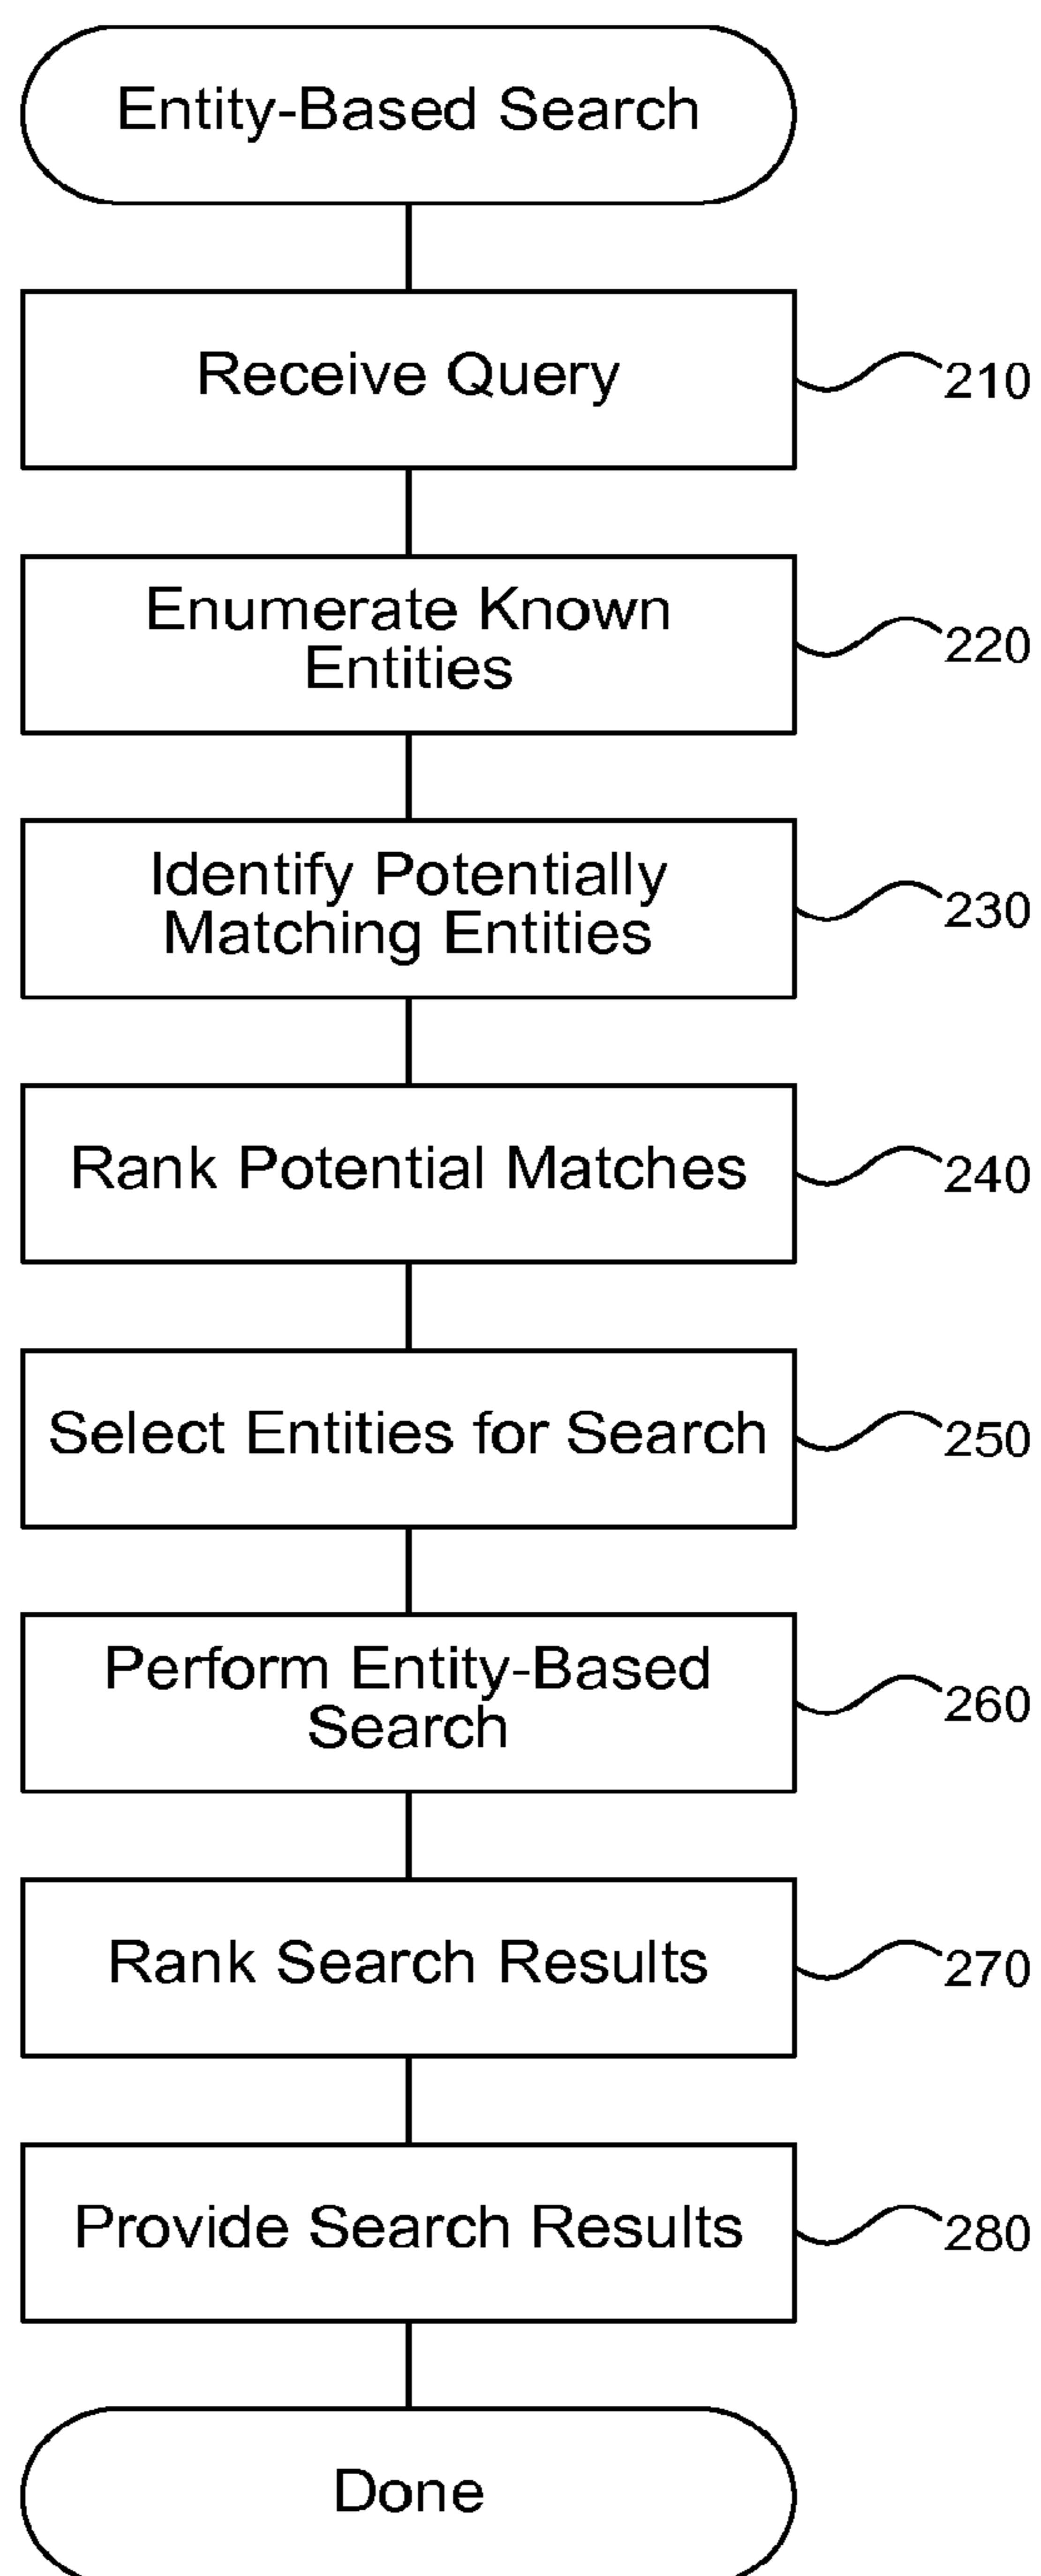 Entity-Based Search
Receive Query
210
Enumerate Known
Entities
220
Identify Potentially
Matching Entities
230
Rank Potential Matches
240
Select Entities for Search
250
Perform Entity-Based
Search
260
Rank Search Results
270
Provide Search Results
280
Done